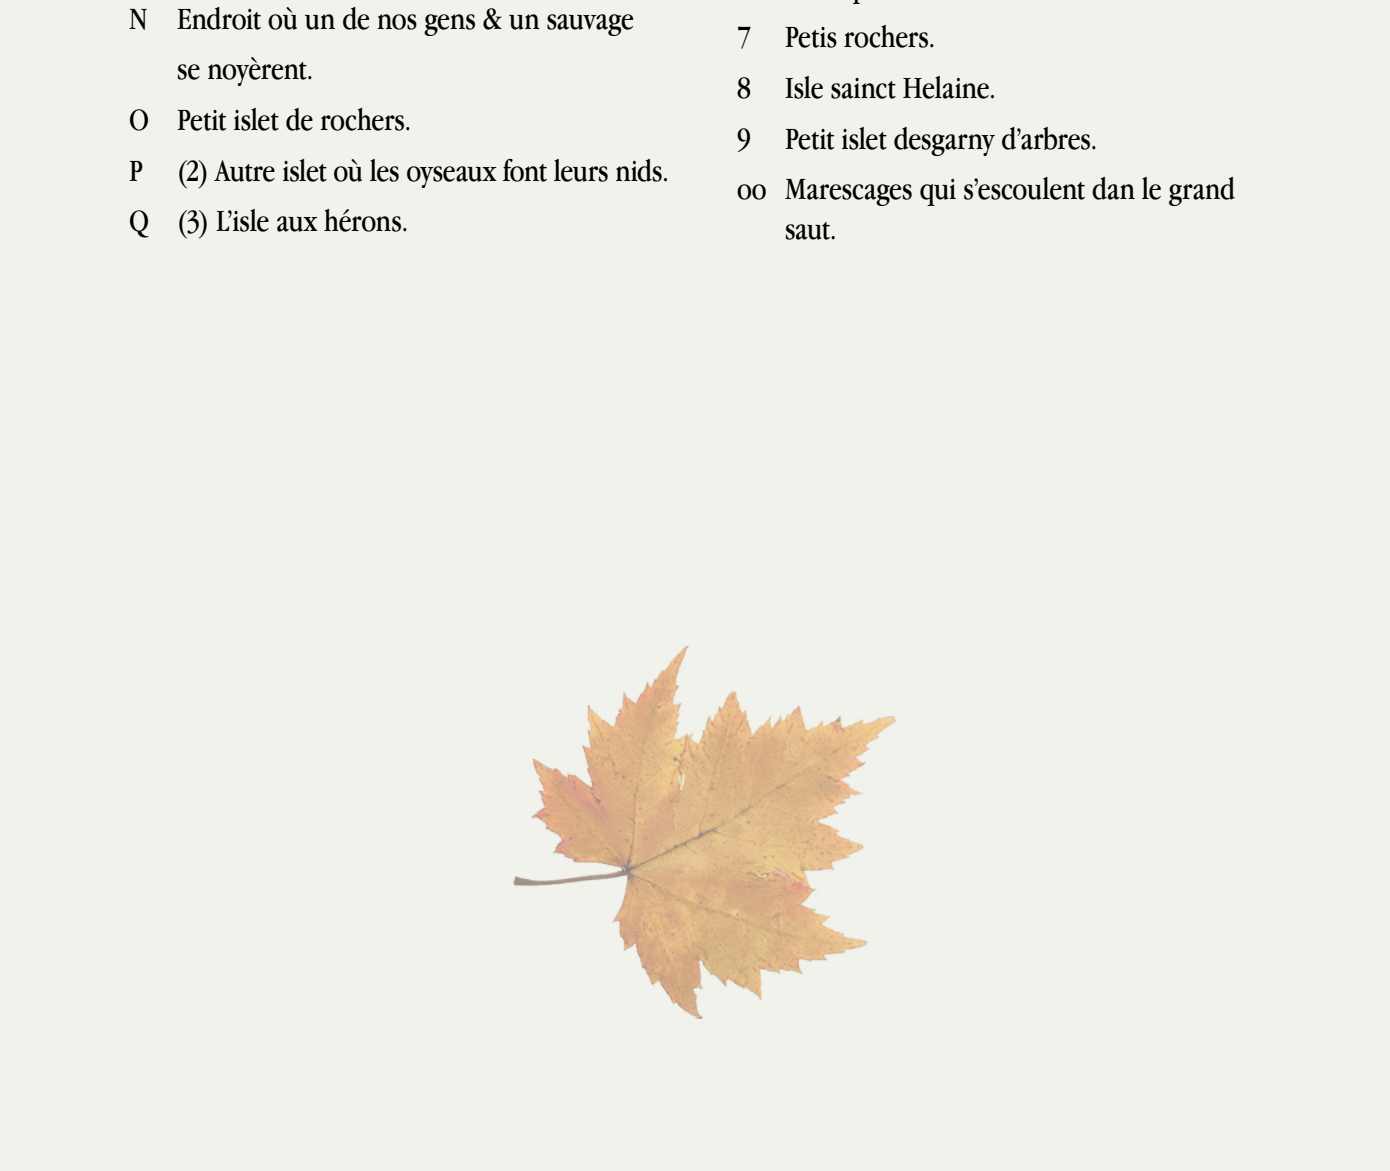 N Endroit où un de nos gens & un sauvage
se noyèrent.
O Petit islet de rochers.
P (2) Autre islet où les oyseaux font leurs nids.
Q (3) L’isle aux hérons.
7 Petis rochers.
8 Isle sainct Helaine.
9 Petit islet desgarny d’arbres.
oo Marescages qui s’escoulent dan le grand
saut.